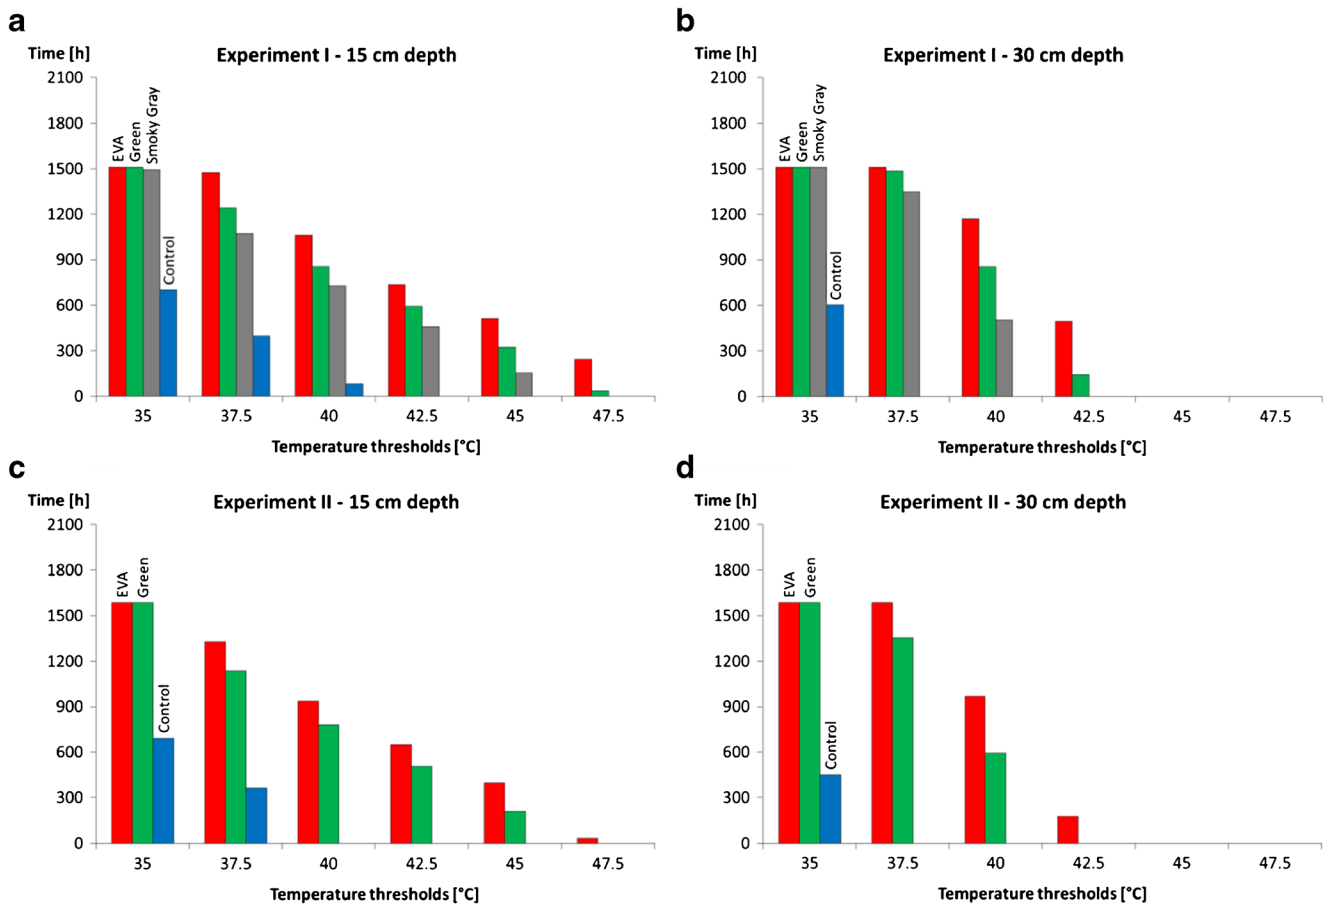 a
Time [h]
Experiment I - 15 cm depth
2100
1800
1500
1200
900
600
300
0
EVA
Green
Smoky Gray
Control
35 37.5 40 42.5 45 47.5
Temperature thresholds [°C]
b
Time [h]
Experiment I - 30 cm depth
2100
1800
1500
1200
900
600
300
0
EVA
Green
Smoky Gray
Control
35 37.5 40 42.5 45 47.5
Temperature thresholds [°C]
c
Time [h]
Experiment II - 15 cm depth
2100
1800
1500
1200
900
600
300
0
EVA
Green
Control
35 37.5 40 42.5 45 47.5
Temperature thresholds [°C]
d
Time [h]
Experiment II - 30 cm depth
2100
1800
1500
1200
900
600
300
0
EVA
Green
Control
35 37.5 40 42.5 45 47.5
Temperature thresholds [°C]